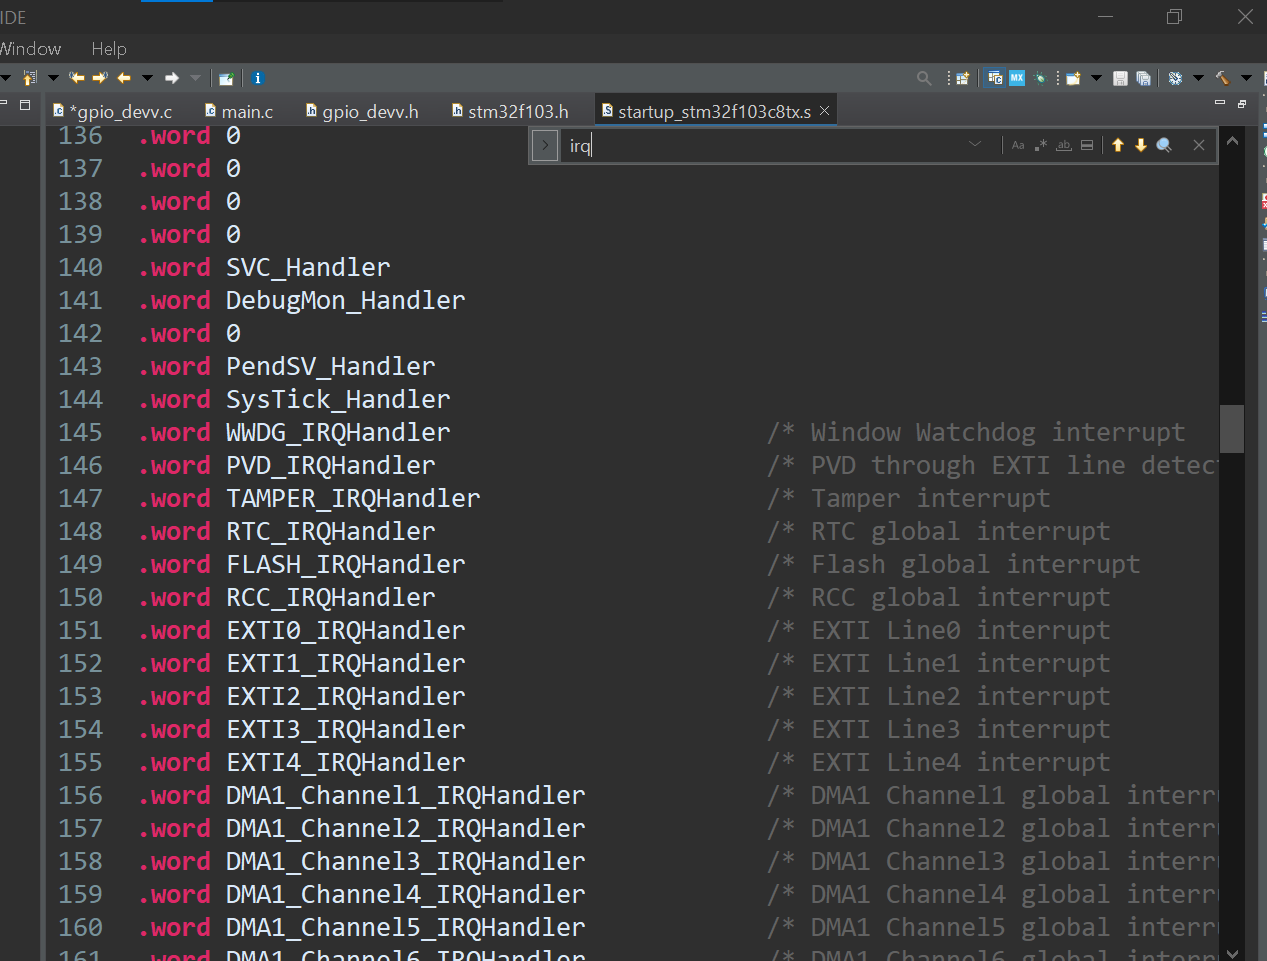 IDE
Window Help
*gpio_devv.c main.c gpio_devv.h stm32f103.h startup_stm32f103c8tx.s
irq
136 .word 0
137 .word 0
138 .word 0
139 .word 0
140 .word SVC_Handler
141 .word DebugMon_Handler
142 .word 0
143 .word PendSV_Handler
144 .word SysTick_Handler
145 .word WWDG_IRQHandler /* Window Watchdog interrupt
146 .word PVD_IRQHandler /* PVD through EXTI line detec
147 .word TAMPER_IRQHandler /* Tamper interrupt
148 .word RTC_IRQHandler /* RTC global interrupt
149 .word FLASH_IRQHandler /* Flash global interrupt
150 .word RCC_IRQHandler /* RCC global interrupt
151 .word EXTI0_IRQHandler /* EXTI Line0 interrupt
152 .word EXTI1_IRQHandler /* EXTI Line1 interrupt
153 .word EXTI2_IRQHandler /* EXTI Line2 interrupt
154 .word EXTI3_IRQHandler /* EXTI Line3 interrupt
155 .word EXTI4_IRQHandler /* EXTI Line4 interrupt
156 .word DMA1_Channel1_IRQHandler /* DMA1 Channel1 global interr
157 .word DMA1_Channel2_IRQHandler /* DMA1 Channel2 global interr
158 .word DMA1_Channel3_IRQHandler /* DMA1 Channel3 global interr
159 .word DMA1_Channel4_IRQHandler /* DMA1 Channel4 global interr
160 .word DMA1_Channel5_IRQHandler /* DMA1 Channel5 global interr
161 .word DMA1_Channel6_IRQHandler /* DMA1 Channel6 global interr